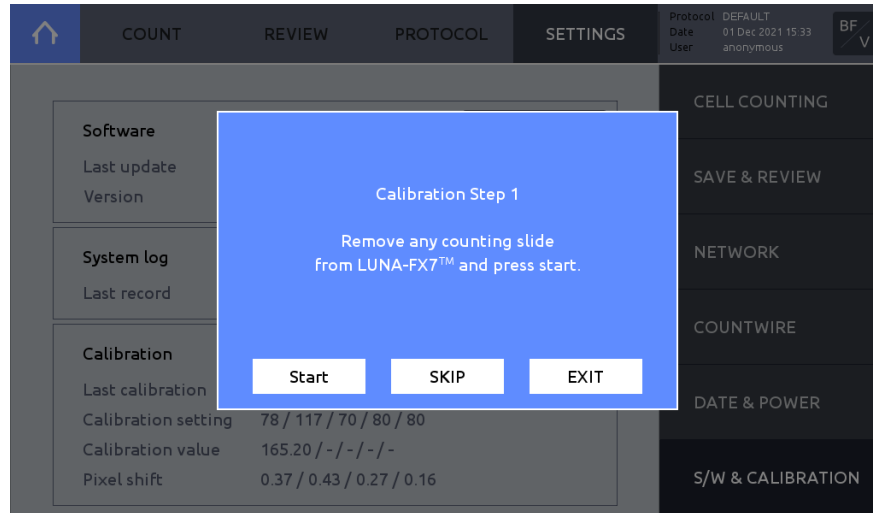 COUNT
REVIEW
PROTOCOL
SETTINGS
Protocol DEFAULT
Date 01 Dec 2021 15:33
User anonymous
BF
V
Software
Last update
Version
System log
Last record
Calibration
Last calibration
Calibration setting 78 / 117 / 70 / 80 / 80
Calibration value 165.20 / - / - / - / -
Pixel shift 0.37 / 0.43 / 0.27 / 0.16
Calibration Step 1
Remove any counting slide
from LUNA-FX7™ and press start.
Start
SKIP
EXIT
CELL COUNTING
SAVE & REVIEW
NETWORK
COUNTWIRE
DATE & POWER
S/W & CALIBRATION